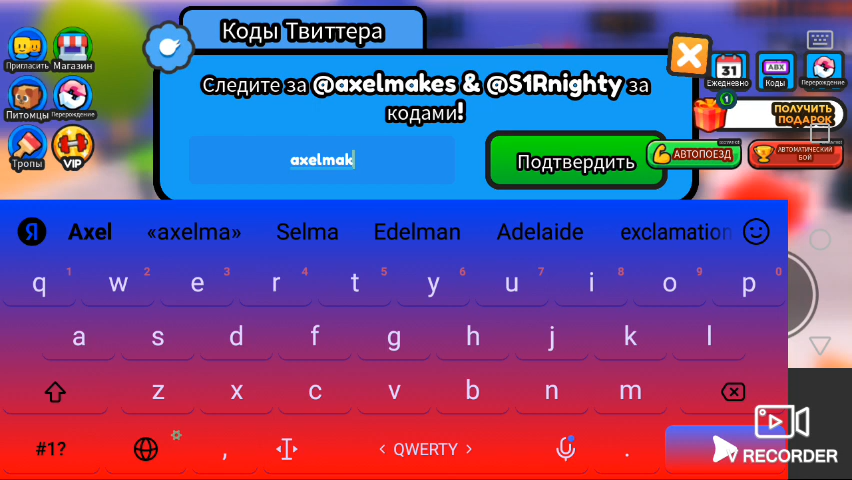 Коды Твиттера
Следите за @axelmakes & @S1Rnighty за
кодами!
axelmak
Подтвердить
Пригласить
Магазин
Питомцы
Перерождение
Тропы
VIP
31
Ежедневно
ABX
Коды
Перерождение
1
ПОЛУЧИТЬ
ПОДАРОК
АВТОПОЕЗД
АВТОМАТИЧЕСКИЙ
БОЙ
Я Axel «axelma» Selma Edelman Adelaide exclamation
q 1 w 2 e 3 r 4 t 5 y 6 u 7 i 8 o 9 p 0
a s d f g h j k l
z x c v b n m
#1? , < QWERTY > .
V RECORDER